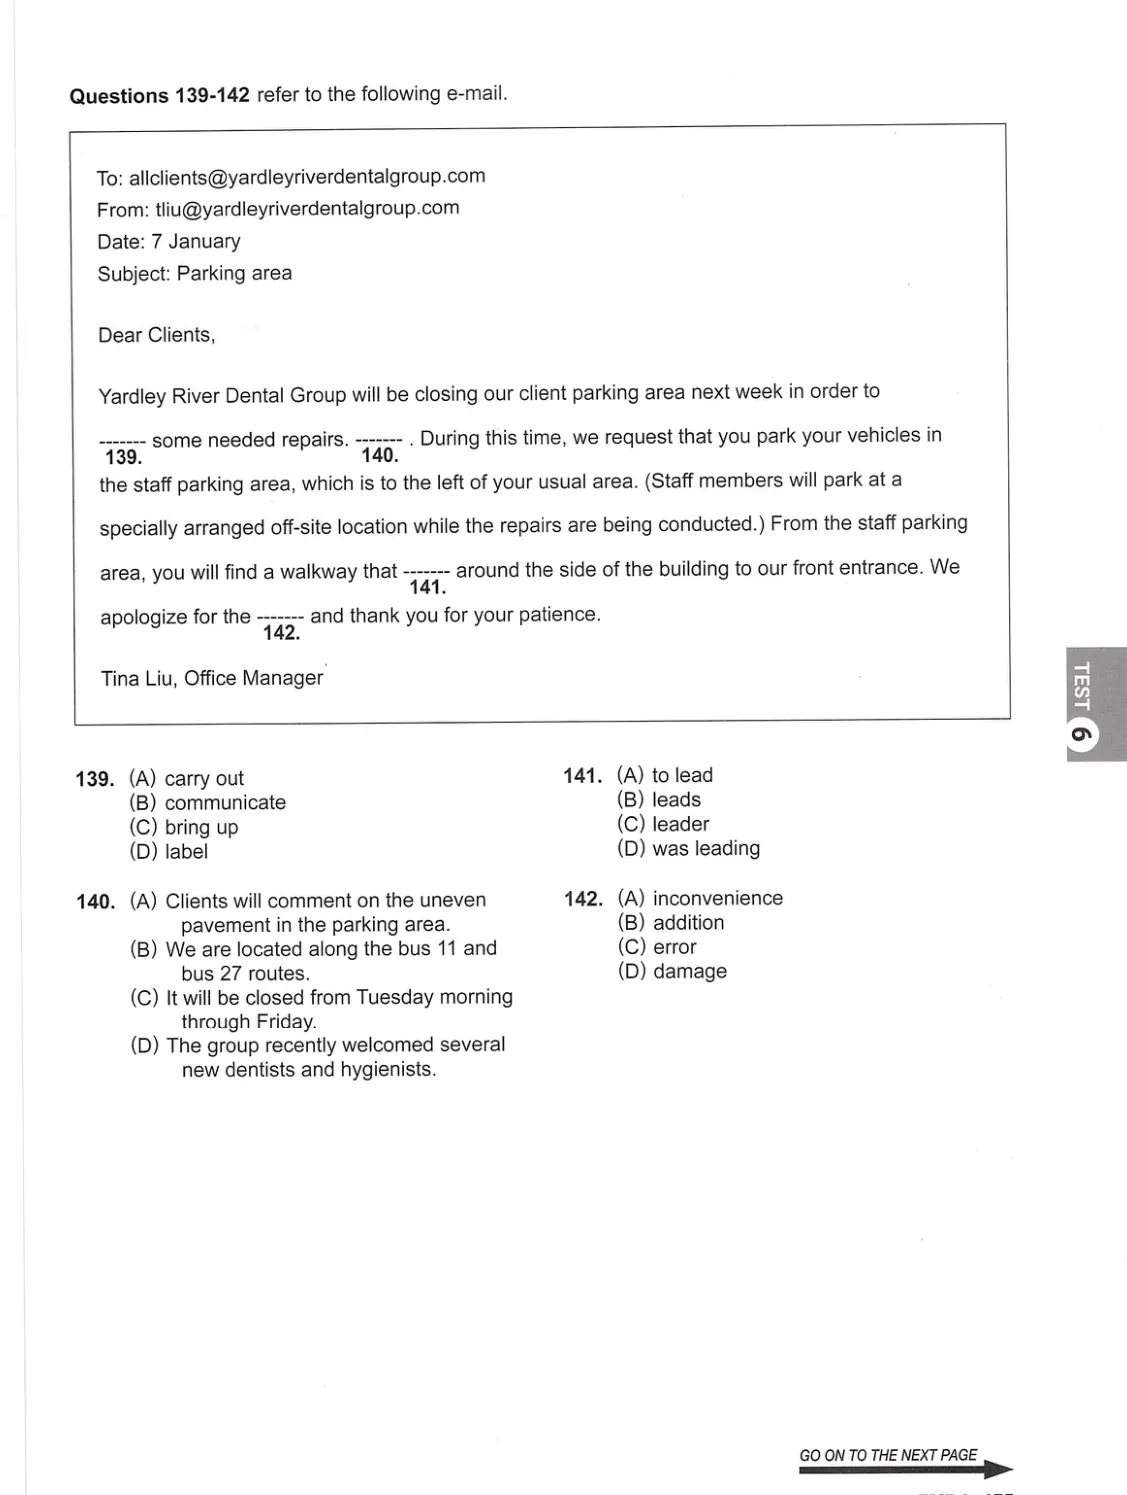 Questions 139-142 refer to the following e-mail.
To: allclients@yardleyriverdentalgroup.com
From: tliu@yardleyriverdentalgroup.com
Date: 7 January
Subject: Parking area
Dear Clients,
Yardley River Dental Group will be closing our client parking area next week in order to
------- some needed repairs. ------- . During this time, we request that you park your vehicles in
139. 140.
the staff parking area, which is to the left of your usual area. (Staff members will park at a
specially arranged off-site location while the repairs are being conducted.) From the staff parking
area, you will find a walkway that ------- around the side of the building to our front entrance. We
141.
apologize for the ------- and thank you for your patience.
142.
Tina Liu, Office Manager
139. (A) carry out
(B) communicate
(C) bring up
(D) label
140. (A) Clients will comment on the uneven
pavement in the parking area.
(B) We are located along the bus 11 and
bus 27 routes.
(C) It will be closed from Tuesday morning
through Friday.
(D) The group recently welcomed several
new dentists and hygienists.
141. (A) to lead
(B) leads
(C) leader
(D) was leading
142. (A) inconvenience
(B) addition
(C) error
(D) damage
TEST 6
GO ON TO THE NEXT PAGE